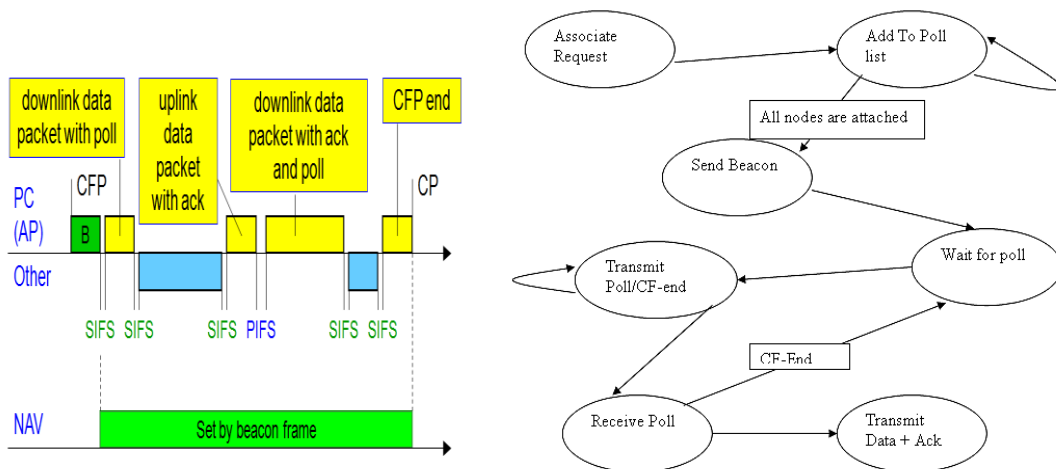 downlink data
packet with poll
uplink
data
packet
with ack
downlink data
packet with ack
and poll
CFP end
CFP
CP
PC
(AP)
B
Other
SIFS
SIFS
SIFS
PIFS
SIFS
SIFS
NAV
Set by beacon frame
Associate
Request
Add To Poll
list
All nodes are attached
Send Beacon
Wait for poll
Transmit
Poll/CF-end
CF-End
Receive Poll
Transmit
Data + Ack